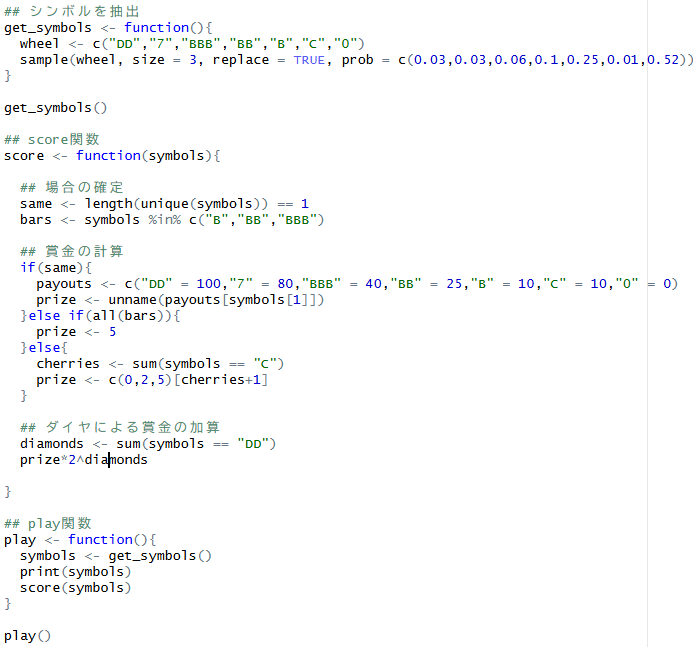 ## シンボルを抽出
get_symbols <- function(){
  wheel <- c("DD","7","BBB","BB","B","C","0")
  sample(wheel, size = 3, replace = TRUE, prob = c(0.03,0.03,0.06,0.1,0.25,0.01,0.52))
}
get_symbols()
## score関数
score <- function(symbols){
  ## 場合の確定
  same <- length(unique(symbols)) == 1
  bars <- symbols %in% c("B","BB","BBB")
  ## 賞金の計算
  if(same){
    payouts <- c("DD" = 100,"7" = 80,"BBB" = 40,"BB" = 25,"B" = 10,"C" = 10,"0" = 0)
    prize <- unname(payouts[symbols[1]])
  }else if(all(bars)){
    prize <- 5
  }else{
    cherries <- sum(symbols == "C")
    prize <- c(0,2,5)[cherries+1]
  }
  ## ダイヤによる賞金の加算
  diamonds <- sum(symbols == "DD")
  prize*2^diamonds
}
## play関数
play <- function(){
  symbols <- get_symbols()
  print(symbols)
  score(symbols)
}
play()